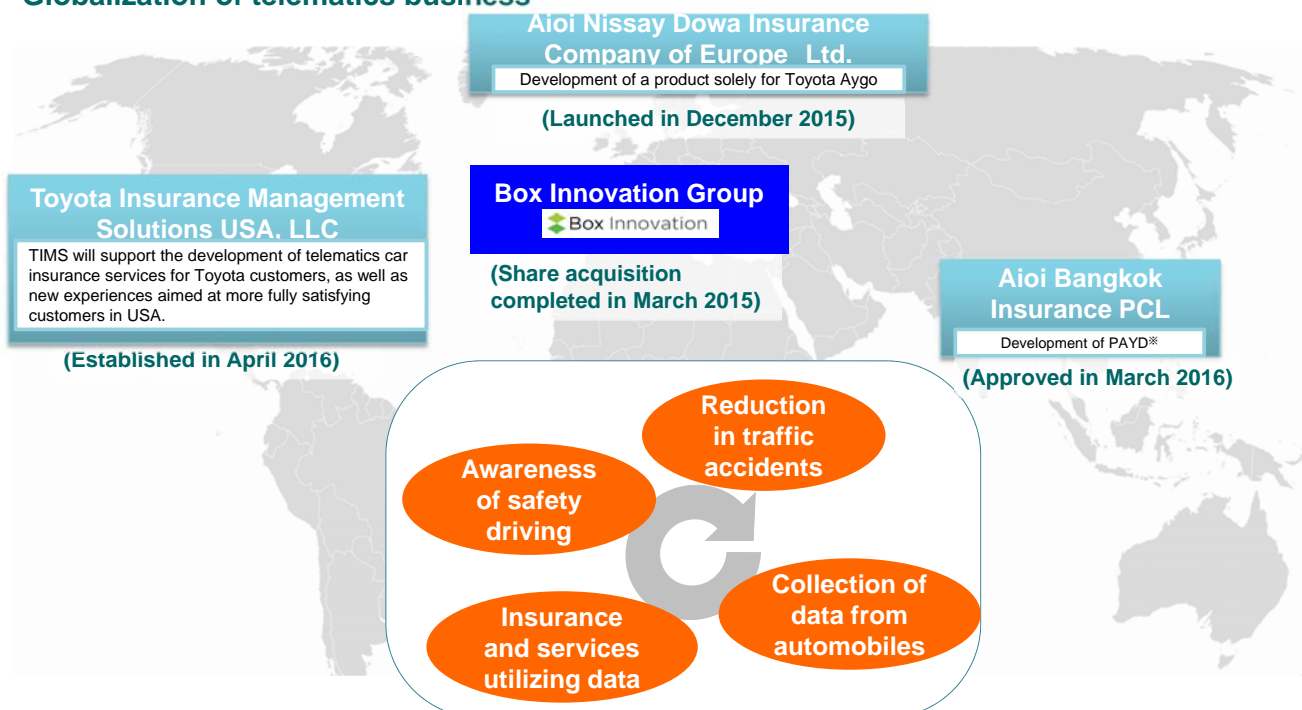 Globalization of telematics business
Aioi Nissay Dowa Insurance
Company of Europe Ltd.
Development of a product solely for Toyota Aygo
(Launched in December 2015)
Toyota Insurance Management
Solutions USA, LLC
TIMS will support the development of telematics car
insurance services for Toyota customers, as well as
new experiences aimed at more fully satisfying
customers in USA.
(Established in April 2016)
Box Innovation Group
Box Innovation
(Share acquisition
completed in March 2015)
Aioi Bangkok
Insurance PCL
Development of PAYD※
(Approved in March 2016)
Reduction
in traffic
accidents
Awareness
of safety
driving
Collection of
data from
automobiles
Insurance
and services
utilizing data